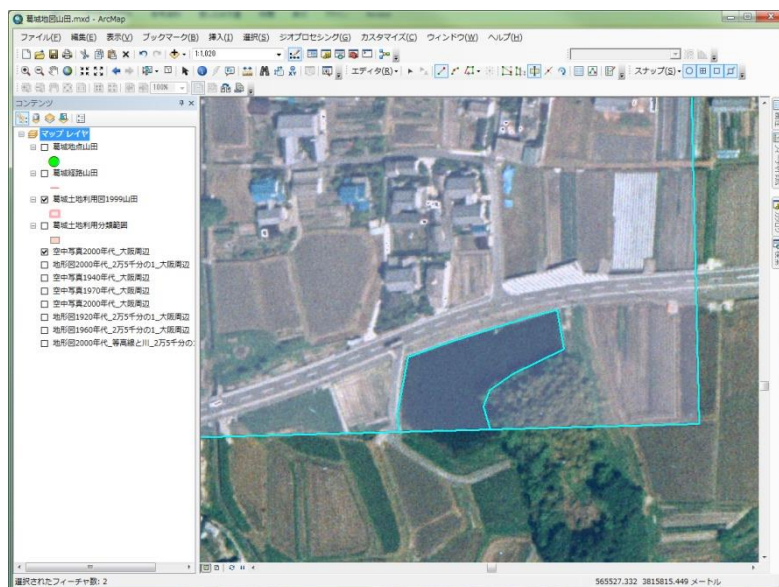 葛城地図山田.mxd - ArcMap
ファイル(F) 編集(E) 表示(V) ブックマーク(B) 挿入(I) 選択(S) ジオプロセシング(G) カスタマイズ(C) ウィンドウ(W) ヘルプ(H)
1:1,020
エディタ(R) スナップ(S)
100%
コンテンツ
マップ レイヤ
葛城地点山田
葛城経路山田
葛城土地利用図1999山田
葛城土地利用分類範囲
空中写真2000年代_大阪周辺
地形図2000年代_2万5千分の1_大阪周辺
空中写真1940年代_大阪周辺
空中写真1970年代_大阪周辺
空中写真2000年代_大阪周辺
地形図1920年代_2万5千分の1_大阪周辺
地形図1960年代_2万5千分の1_大阪周辺
地形図2000年代_等高線と川_2万5千分の
選択されたフィーチャ数: 2
565527.332 3815815.449 メートル